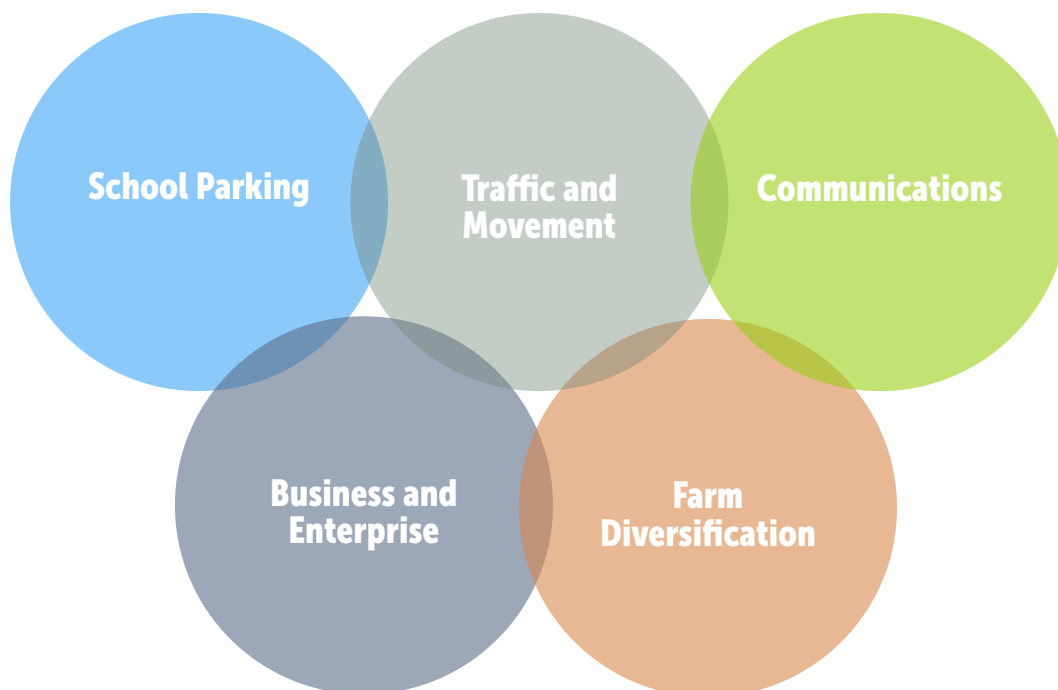 School Parking
Traffic and
Movement
Communications
Business and
Enterprise
Farm
Diversification